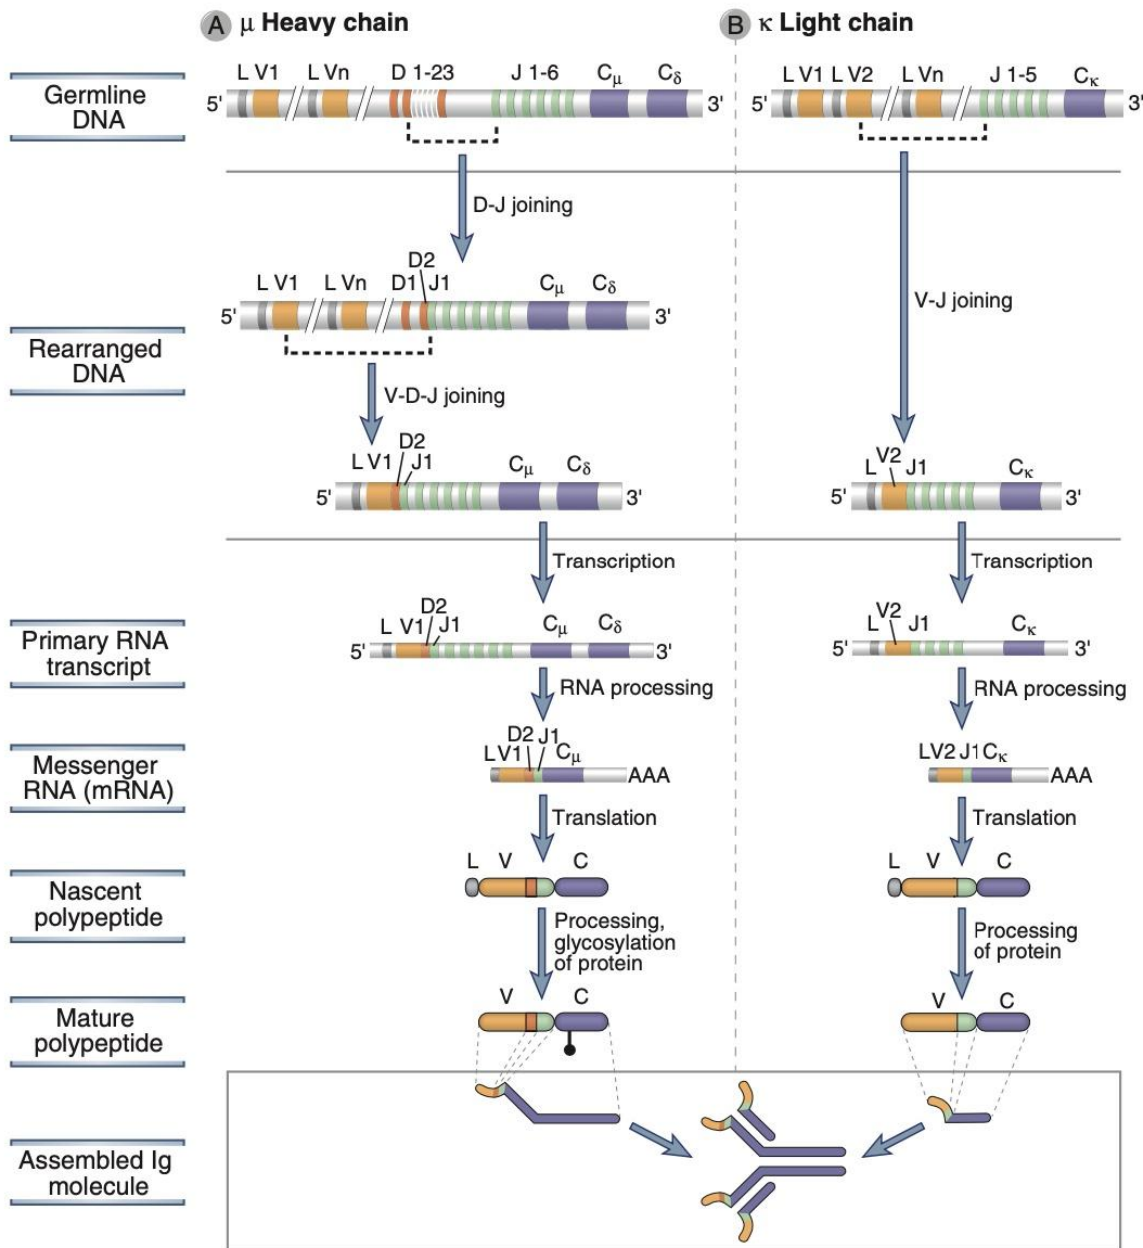 A μ Heavy chain
B κ Light chain
Germline
DNA
L V1 L Vn D 1-23 J 1-6 Cμ Cδ
5' 3'
L V1 L V2 L Vn J 1-5 Cκ
5' 3'
D-J joining
V-J joining
Rearranged
DNA
D2
L V1 L Vn D1 J1 Cμ Cδ
5' 3'
V-D-J joining
D2
L V1 J1 Cμ Cδ
5' 3'
V2
L J1 Cκ
5' 3'
Transcription
Transcription
Primary RNA
transcript
D2
L V1 J1 Cμ Cδ
5' 3'
V2
L J1 Cκ
5' 3'
RNA processing
RNA processing
Messenger
RNA (mRNA)
D2 J1
L V1 Cμ
AAA
LV2 J1 Cκ
AAA
Translation
Translation
Nascent
polypeptide
L V C
L V C
Processing,
glycosylation
of protein
Processing
of protein
Mature
polypeptide
V C
V C
Assembled Ig
molecule